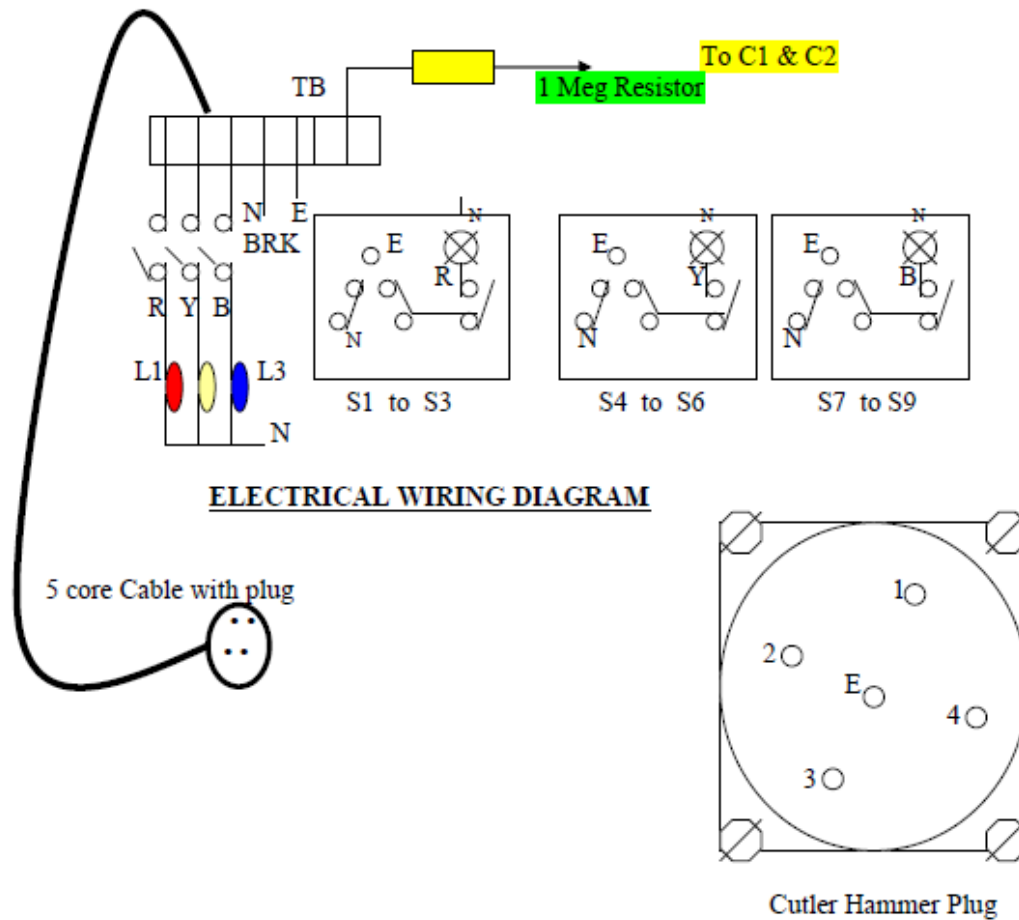 To C1 & C2
1 Meg Resistor
TB
N E
BRK
R Y B
L1 L3
N
N
E
R
N
S1 to S3
N
E
Y
N
S4 to S6
N
E
B
N
S7 to S9
ELECTRICAL WIRING DIAGRAM
5 core Cable with plug
1
2
E
4
3
Cutler Hammer Plug